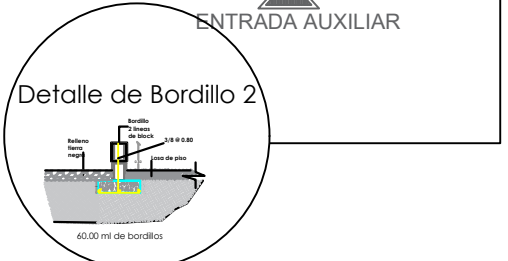 ENTRADA AUXILIAR
Detalle de Bordillo 2
Bordillo
2 lineas
de block
3/8 @ 0.80
Relleno
tierra
negra
Losa de piso
60.00 ml de bordillos